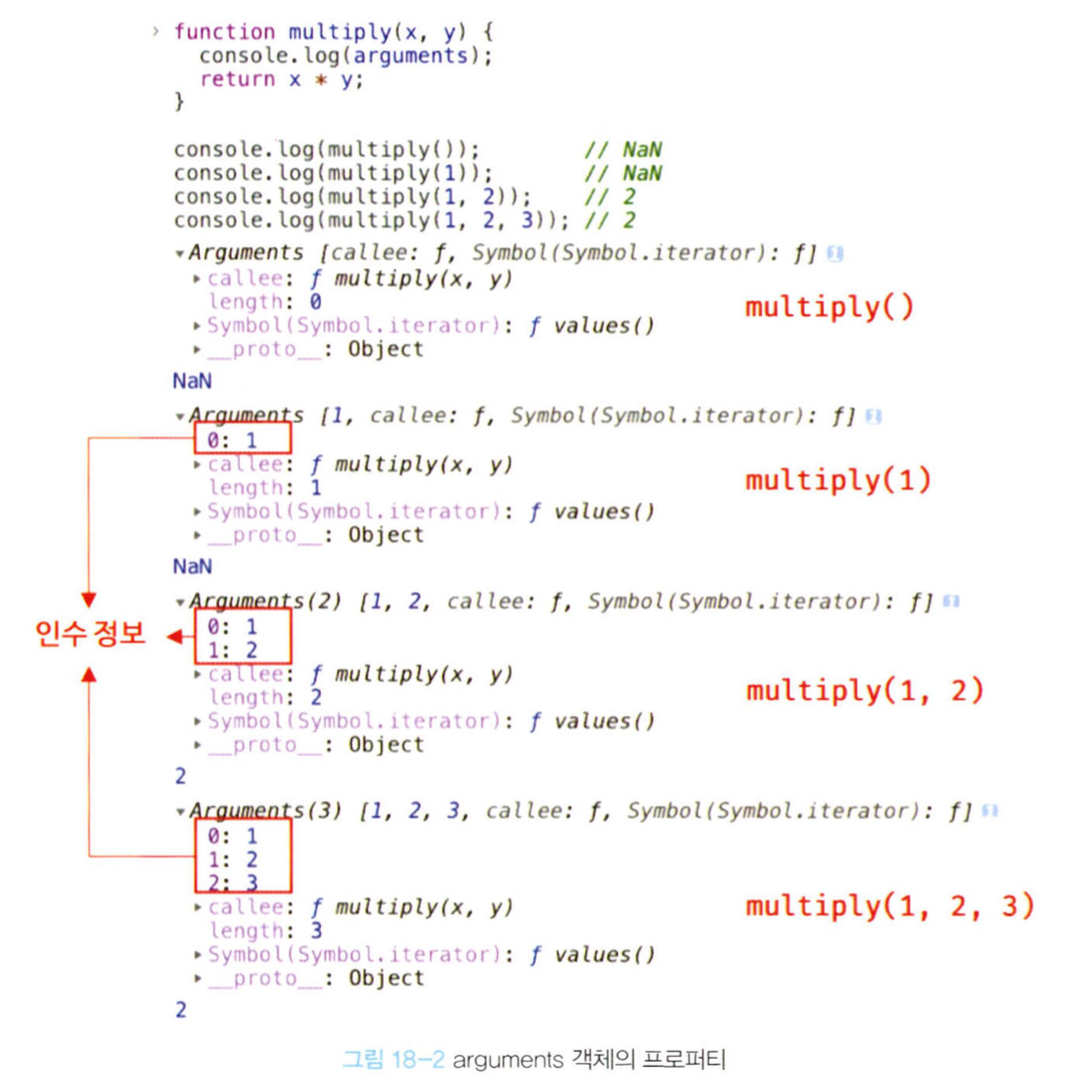 > function multiply(x, y) {
console.log(arguments);
return x * y;
}
console.log(multiply()); // NaN
console.log(multiply(1)); // NaN
console.log(multiply(1, 2)); // 2
console.log(multiply(1, 2, 3)); // 2
▾Arguments [callee: f, Symbol(Symbol.iterator): f] i
▸callee: f multiply(x, y)
length: 0
multiply()
▸Symbol(Symbol.iterator): f values()
▸__proto__: Object
NaN
▾Arguments [1, callee: f, Symbol(Symbol.iterator): f]
0: 1
▸callee: f multiply(x, y)
length: 1
multiply(1)
▸Symbol(Symbol.iterator): f values()
▸__proto__: Object
NaN
▾Arguments(2) [1, 2, callee: f, Symbol(Symbol.iterator): f]
0: 1
인수 정보
1: 2
▸callee: f multiply(x, y)
length: 2
multiply(1, 2)
▸Symbol(Symbol.iterator): f values()
▸__proto__: Object
2
▾Arguments(3) [1, 2, 3, callee: f, Symbol(Symbol.iterator): f]
0: 1
1: 2
2: 3
▸callee: f multiply(x, y)
multiply(1, 2, 3)
length: 3
▸Symbol(Symbol.iterator): f values()
▸__proto__: Object
2
그림 18-2 arguments 객체의 프로퍼티